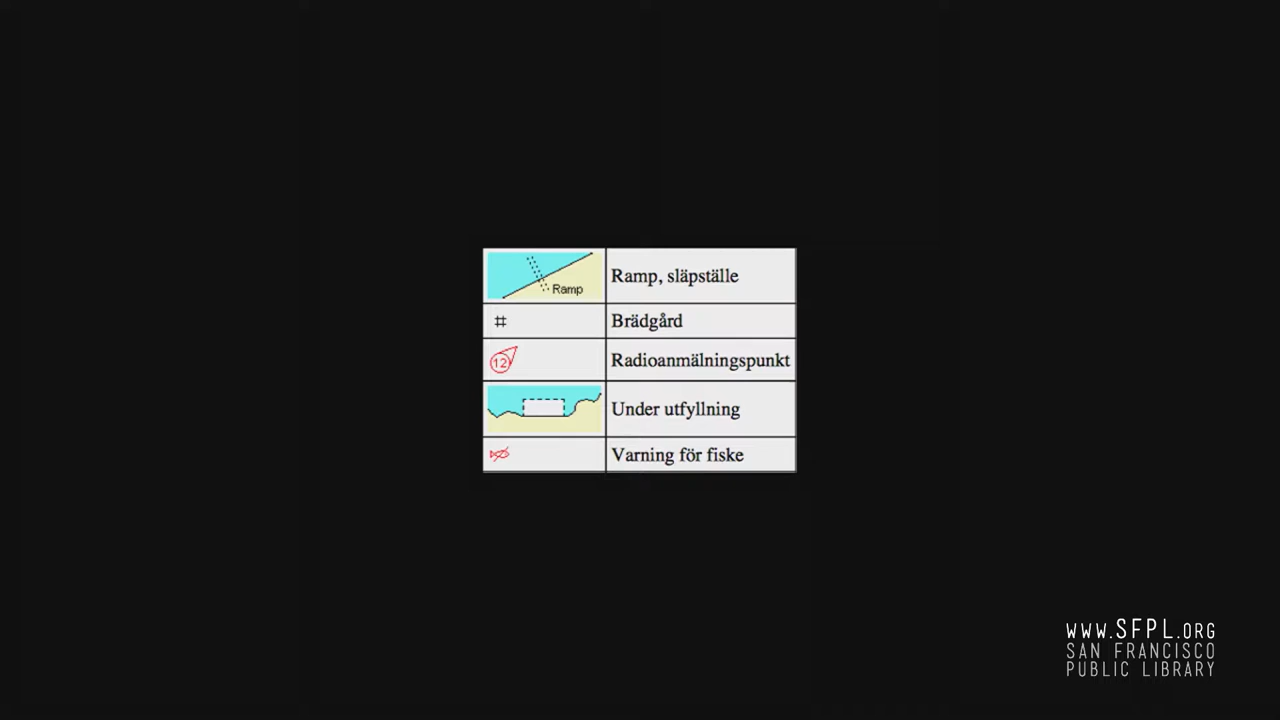 Ramp
Ramp, släpställe
#
Brädgård
12
Radioanmälningspunkt
Under utfyllning
Varning för fiske
WWW.SFPL.ORG
SAN FRANCISCO
PUBLIC LIBRARY